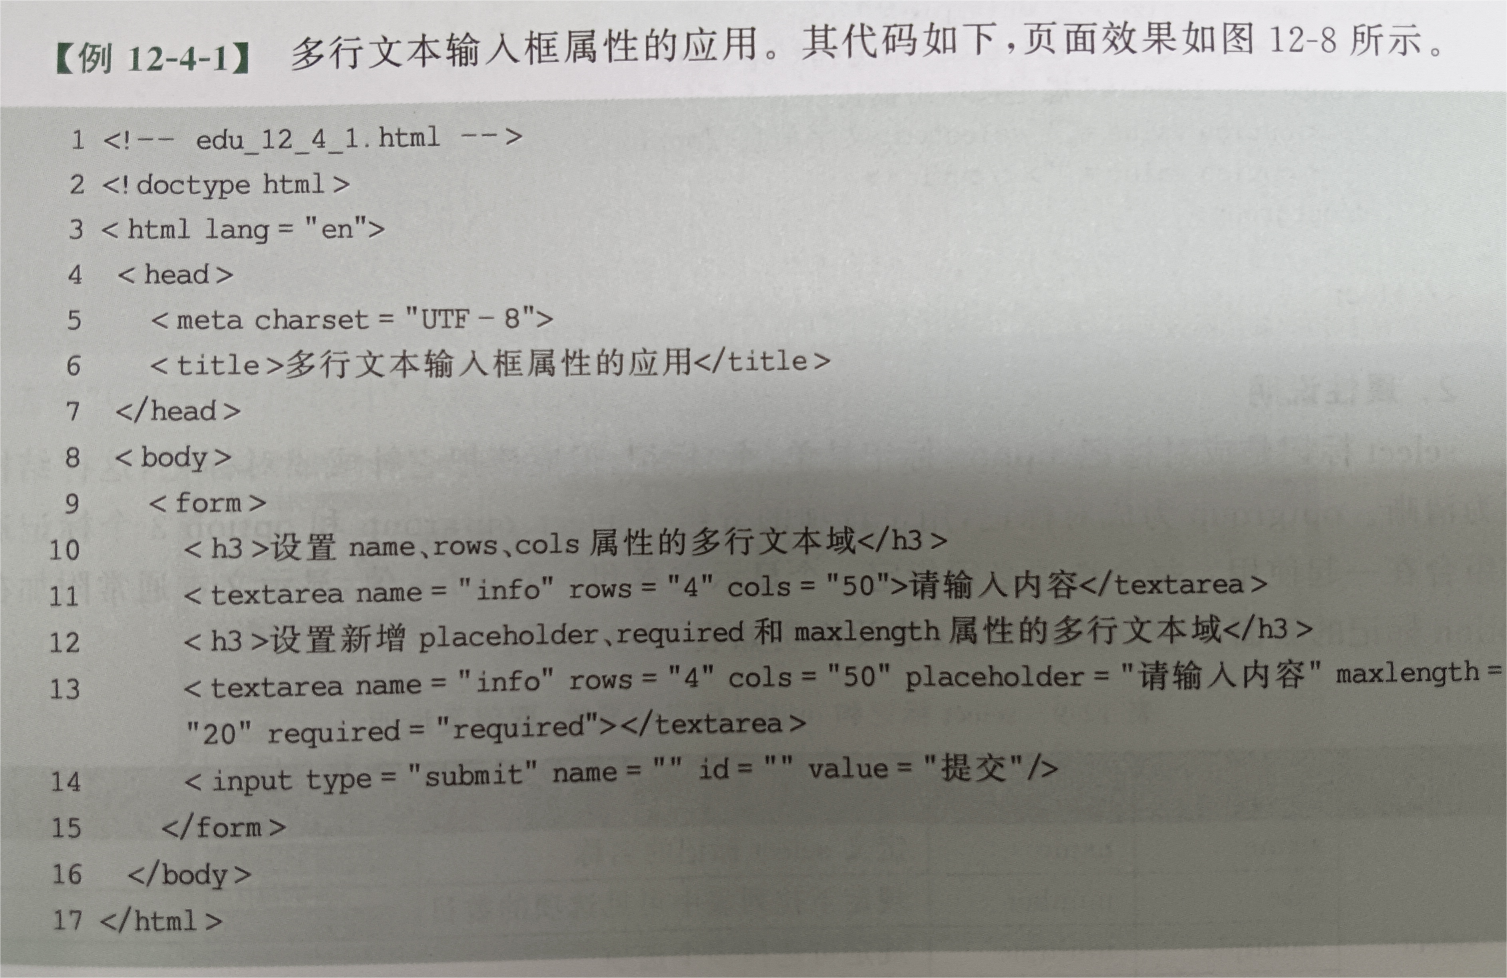 【例 12-4-1】 多行文本输入框属性的应用。其代码如下,页面效果如图 12-8 所示。
1 <!-- edu_12_4_1.html -->
2 <!doctype html>
3 <html lang="en">
4 <head>
5 <meta charset="UTF-8">
6 <title>多行文本输入框属性的应用</title>
7 </head>
8 <body>
9 <form>
10 <h3>设置 name、rows、cols 属性的多行文本域</h3>
11 <textarea name="info" rows="4" cols="50">请输入内容</textarea>
12 <h3>设置新增 placeholder、required 和 maxlength 属性的多行文本域</h3>
13 <textarea name="info" rows="4" cols="50" placeholder="请输入内容" maxlength=
"20" required="required"></textarea>
14 <input type="submit" name="" id="" value="提交"/>
15 </form>
16 </body>
17 </html>